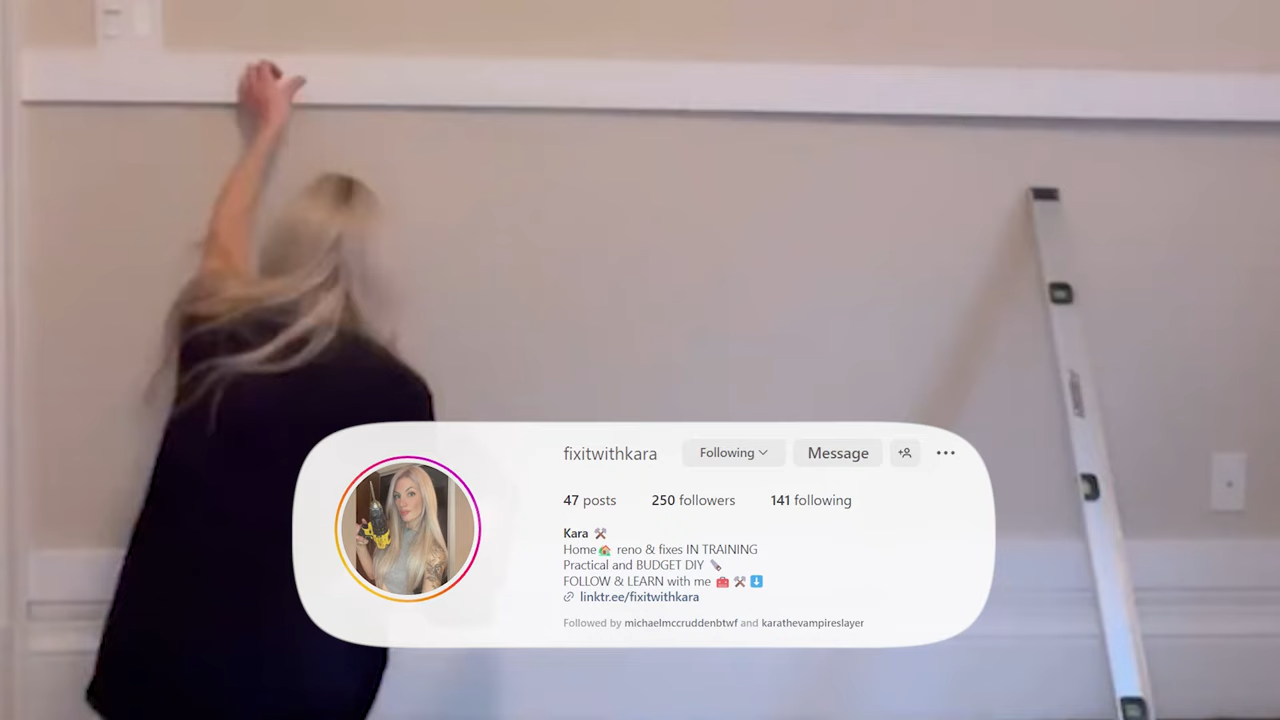 fixitwithkara Following Message
47 posts 250 followers 141 following
Kara ⚒️
Home🏠 reno & fixes IN TRAINING
Practical and BUDGET DIY 🪚
FOLLOW & LEARN with me 🧰 ⚒️ ⬇️
linktr.ee/fixitwithkara
Followed by michaelmccruddenbtwf and karathevampireslayer